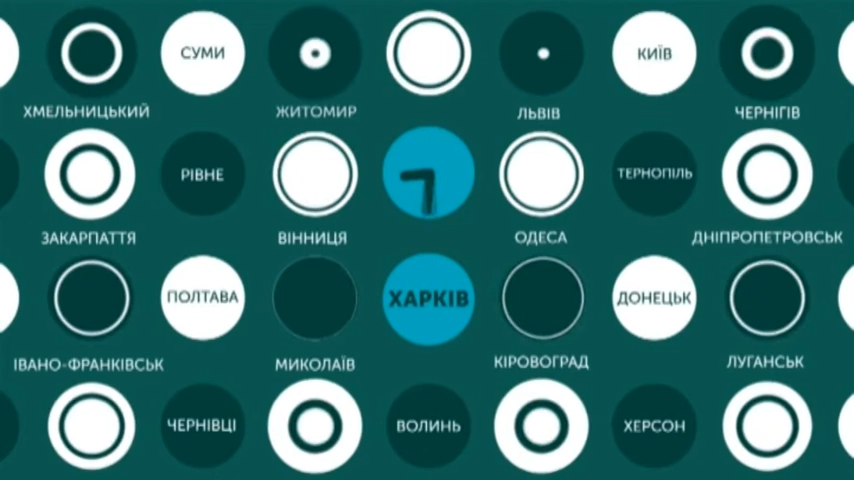 СУМИ
КИЇВ
ХМЕЛЬНИЦЬКИЙ
ЖИТОМИР
ЛЬВІВ
ЧЕРНІГІВ
РІВНЕ
ТЕРНОПІЛЬ
ЗАКАРПАТТЯ
ВІННИЦЯ
ОДЕСА
ДНІПРОПЕТРОВСЬК
ПОЛТАВА
ХАРКІВ
ДОНЕЦЬК
ІВАНО-ФРАНКІВСЬК
МИКОЛАЇВ
КІРОВОГРАД
ЛУГАНСЬК
ЧЕРНІВЦІ
ВОЛИНЬ
ХЕРСОН